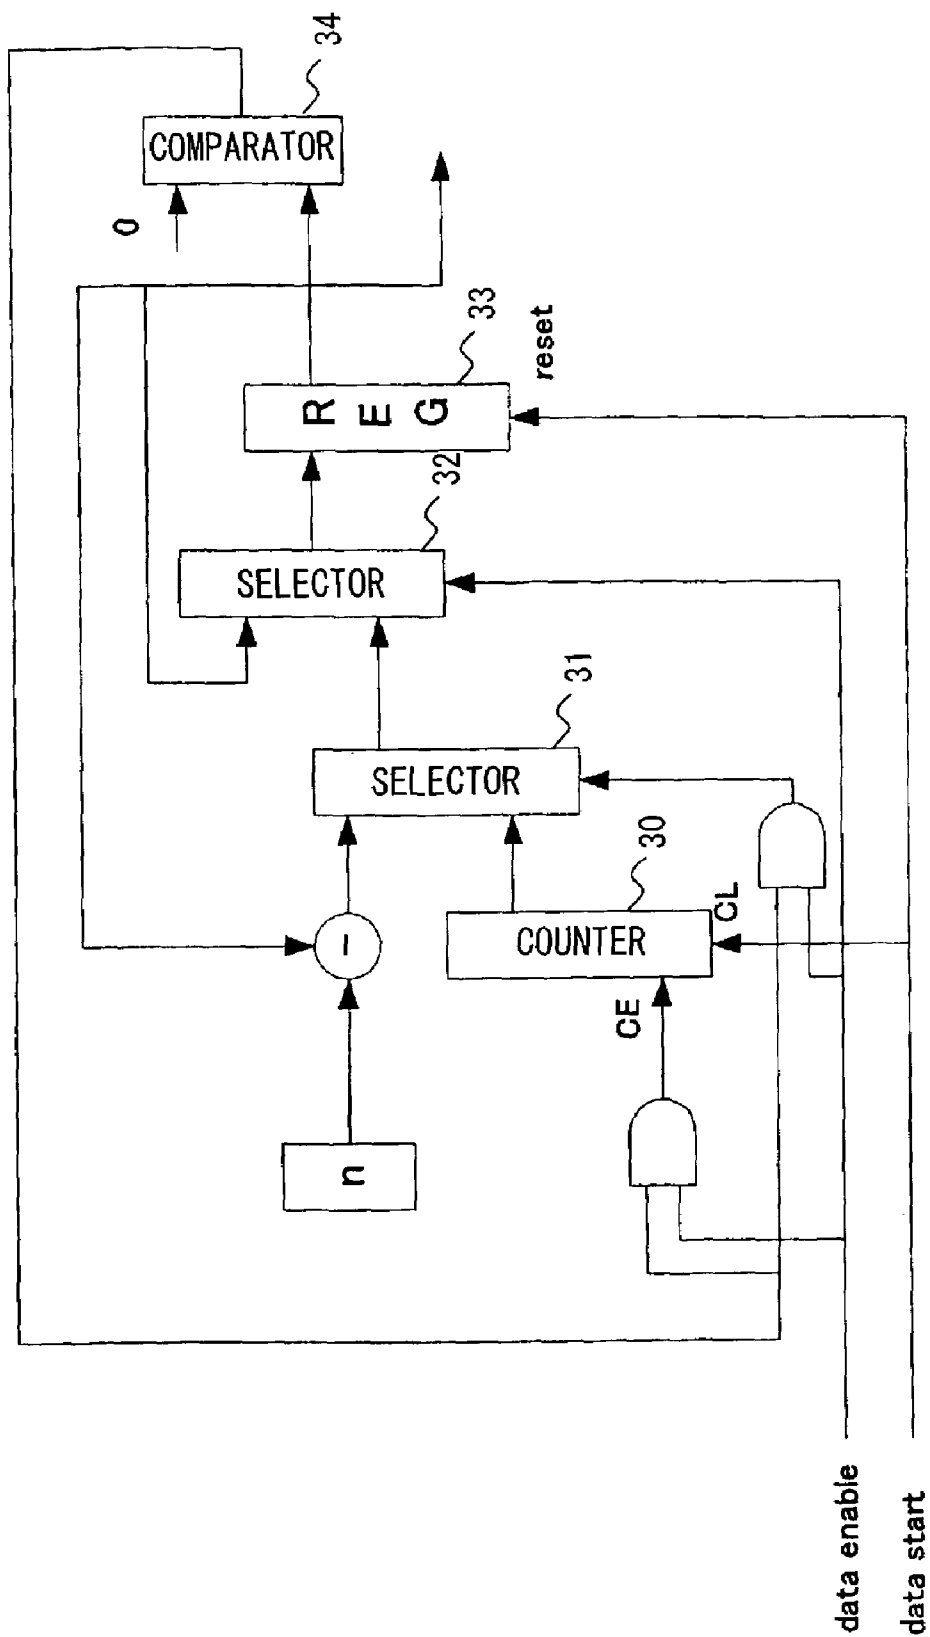 34
COMPARATOR
0
33
R E G
reset
32
SELECTOR
31
SELECTOR
30
COUNTER
CL
CE
-
n
data enable
data start